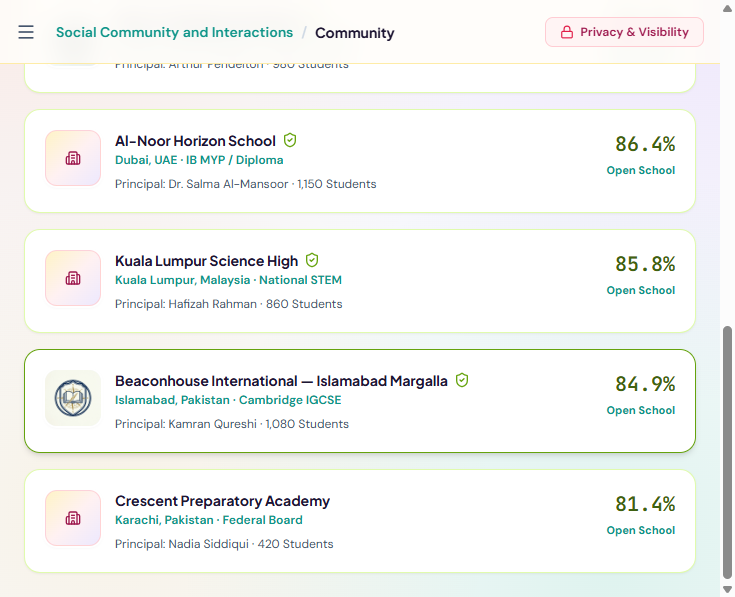 Social Community and Interactions / Community
Privacy & Visibility
Principal: Arthur Pendelton · 980 Students
Al-Noor Horizon School
Dubai, UAE · IB MYP / Diploma
Principal: Dr. Salma Al-Mansoor · 1,150 Students
86.4%
Open School
Kuala Lumpur Science High
Kuala Lumpur, Malaysia · National STEM
Principal: Hafizah Rahman · 860 Students
85.8%
Open School
Beaconhouse International — Islamabad Margalla
Islamabad, Pakistan · Cambridge IGCSE
Principal: Kamran Qureshi · 1,080 Students
84.9%
Open School
Crescent Preparatory Academy
Karachi, Pakistan · Federal Board
Principal: Nadia Siddiqui · 420 Students
81.4%
Open School